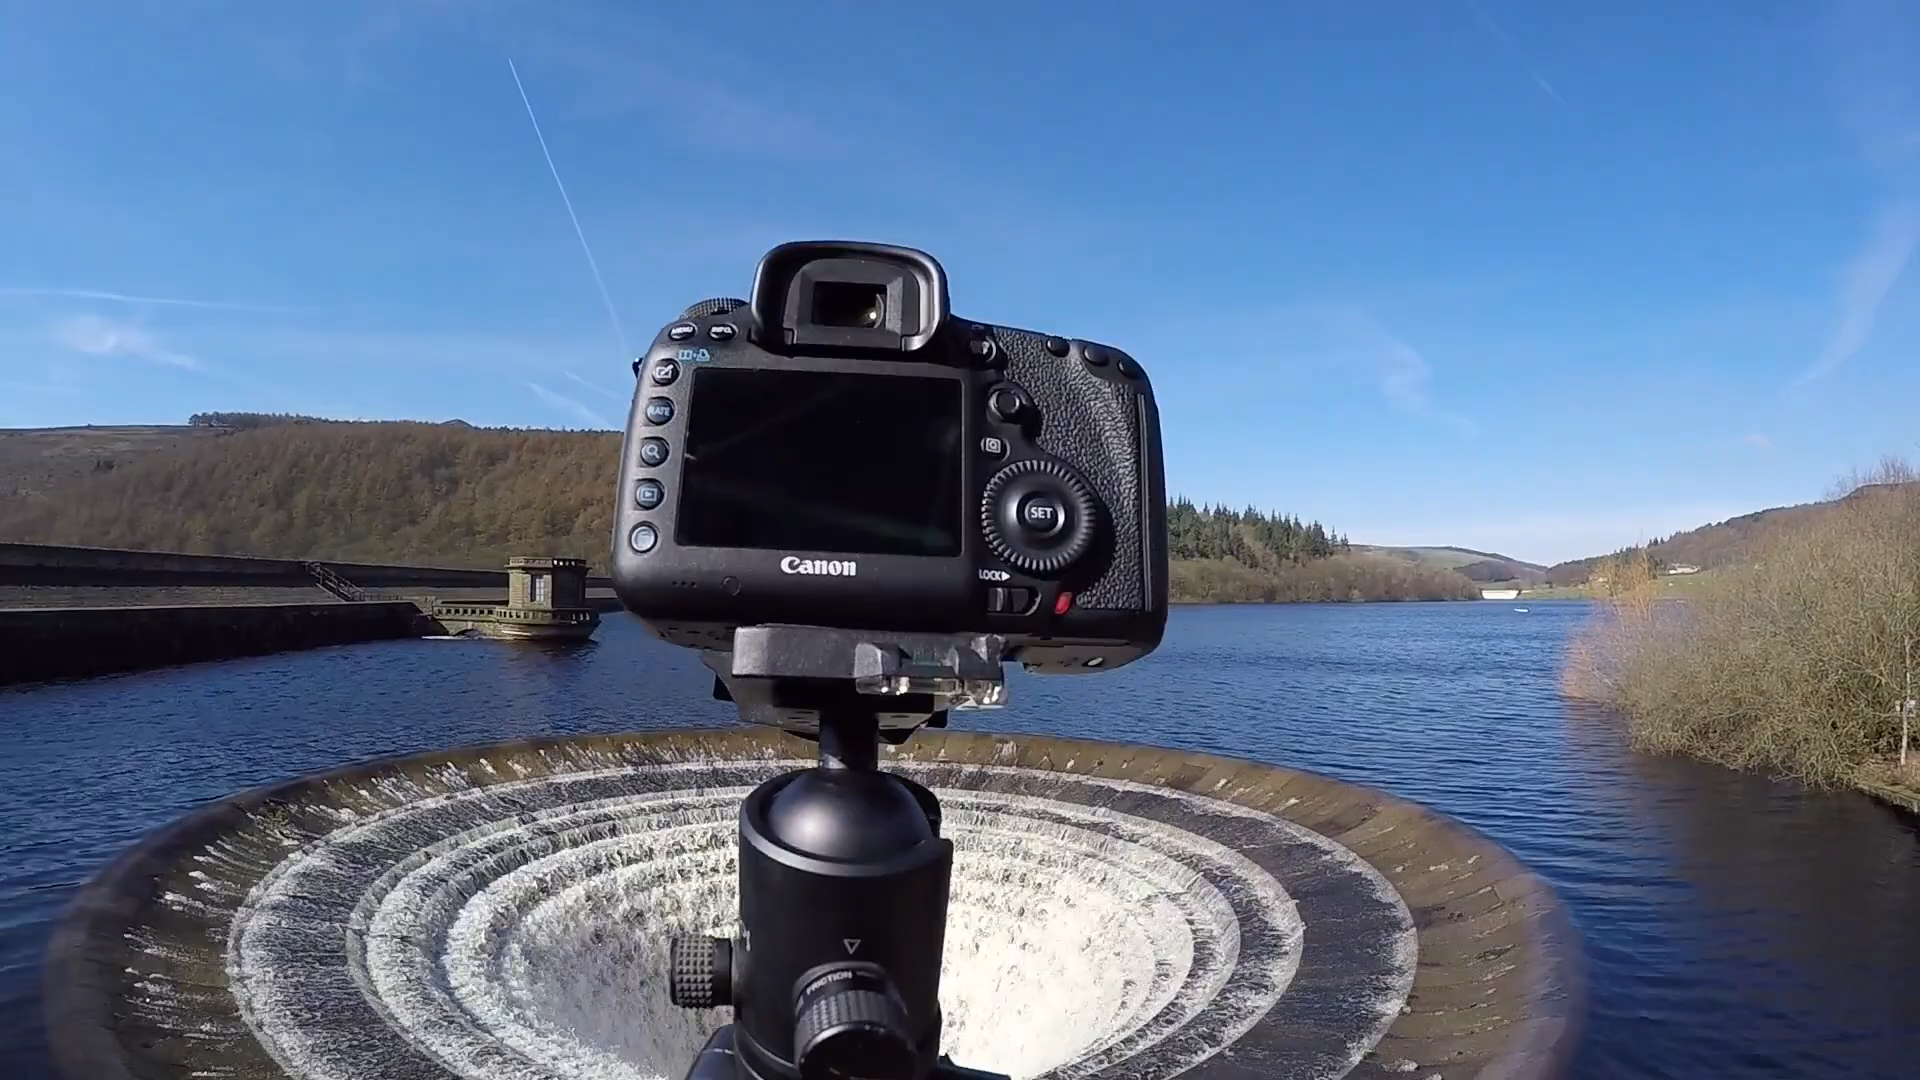 MENU
INFO.
RATE
SET
Canon
LOCK▶
FRICTION